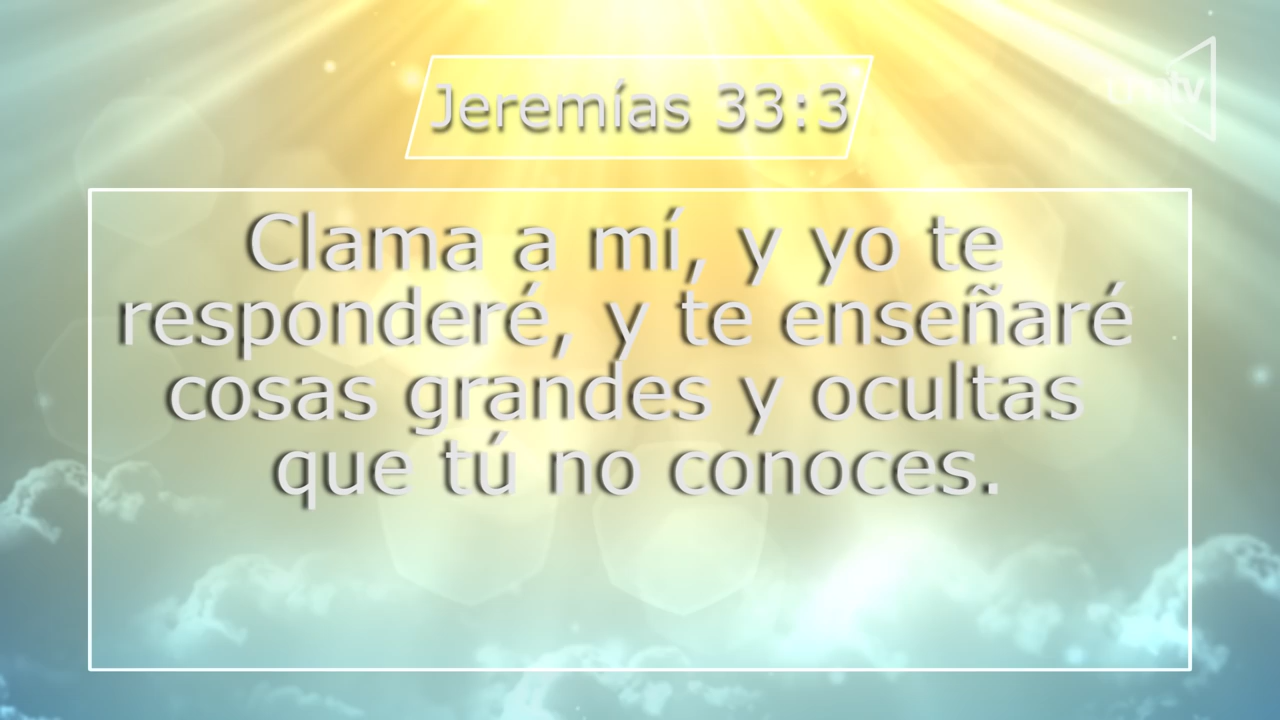 Jeremías 33:3
Clama a mí, y yo te
responderé, y te enseñaré
cosas grandes y ocultas
que tú no conoces.